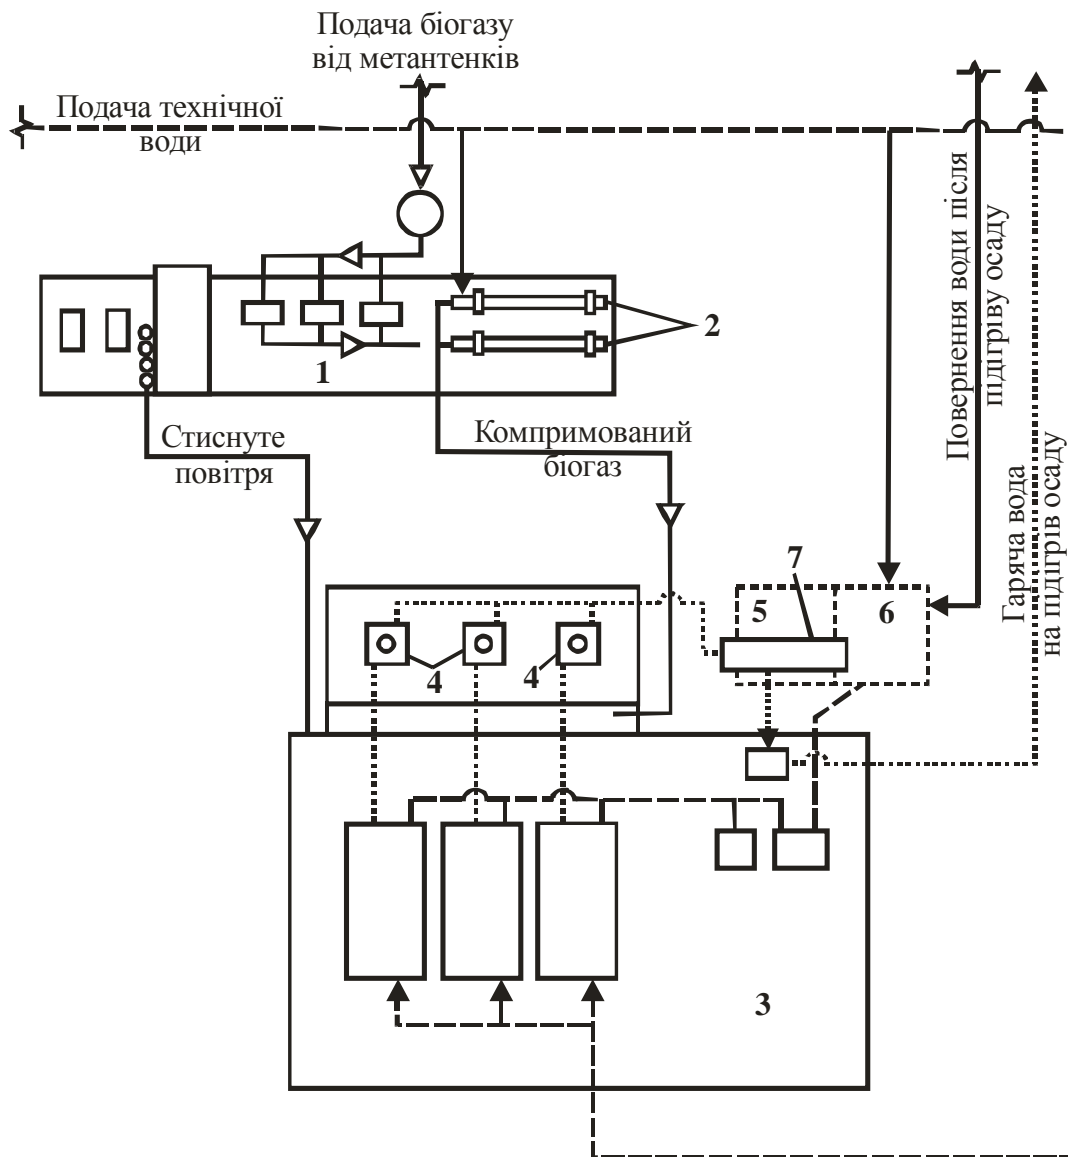 Подача біогазу
від метантенків
Подача технічної
води
Повернення води після
підігріву осаду
Гаряча вода
на підігрів осаду
1
2
Стиснуте
повітря
Компримований
біогаз
7
5
6
4
4
3